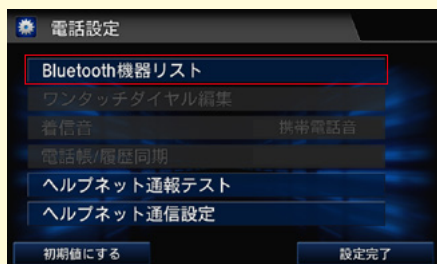 電話設定
Bluetooth機器リスト
ワンタッチダイヤル編集
着信音 携帯電話音
電話帳/履歴同期
ヘルプネット通報テスト
ヘルプネット通信設定
初期値にする 設定完了